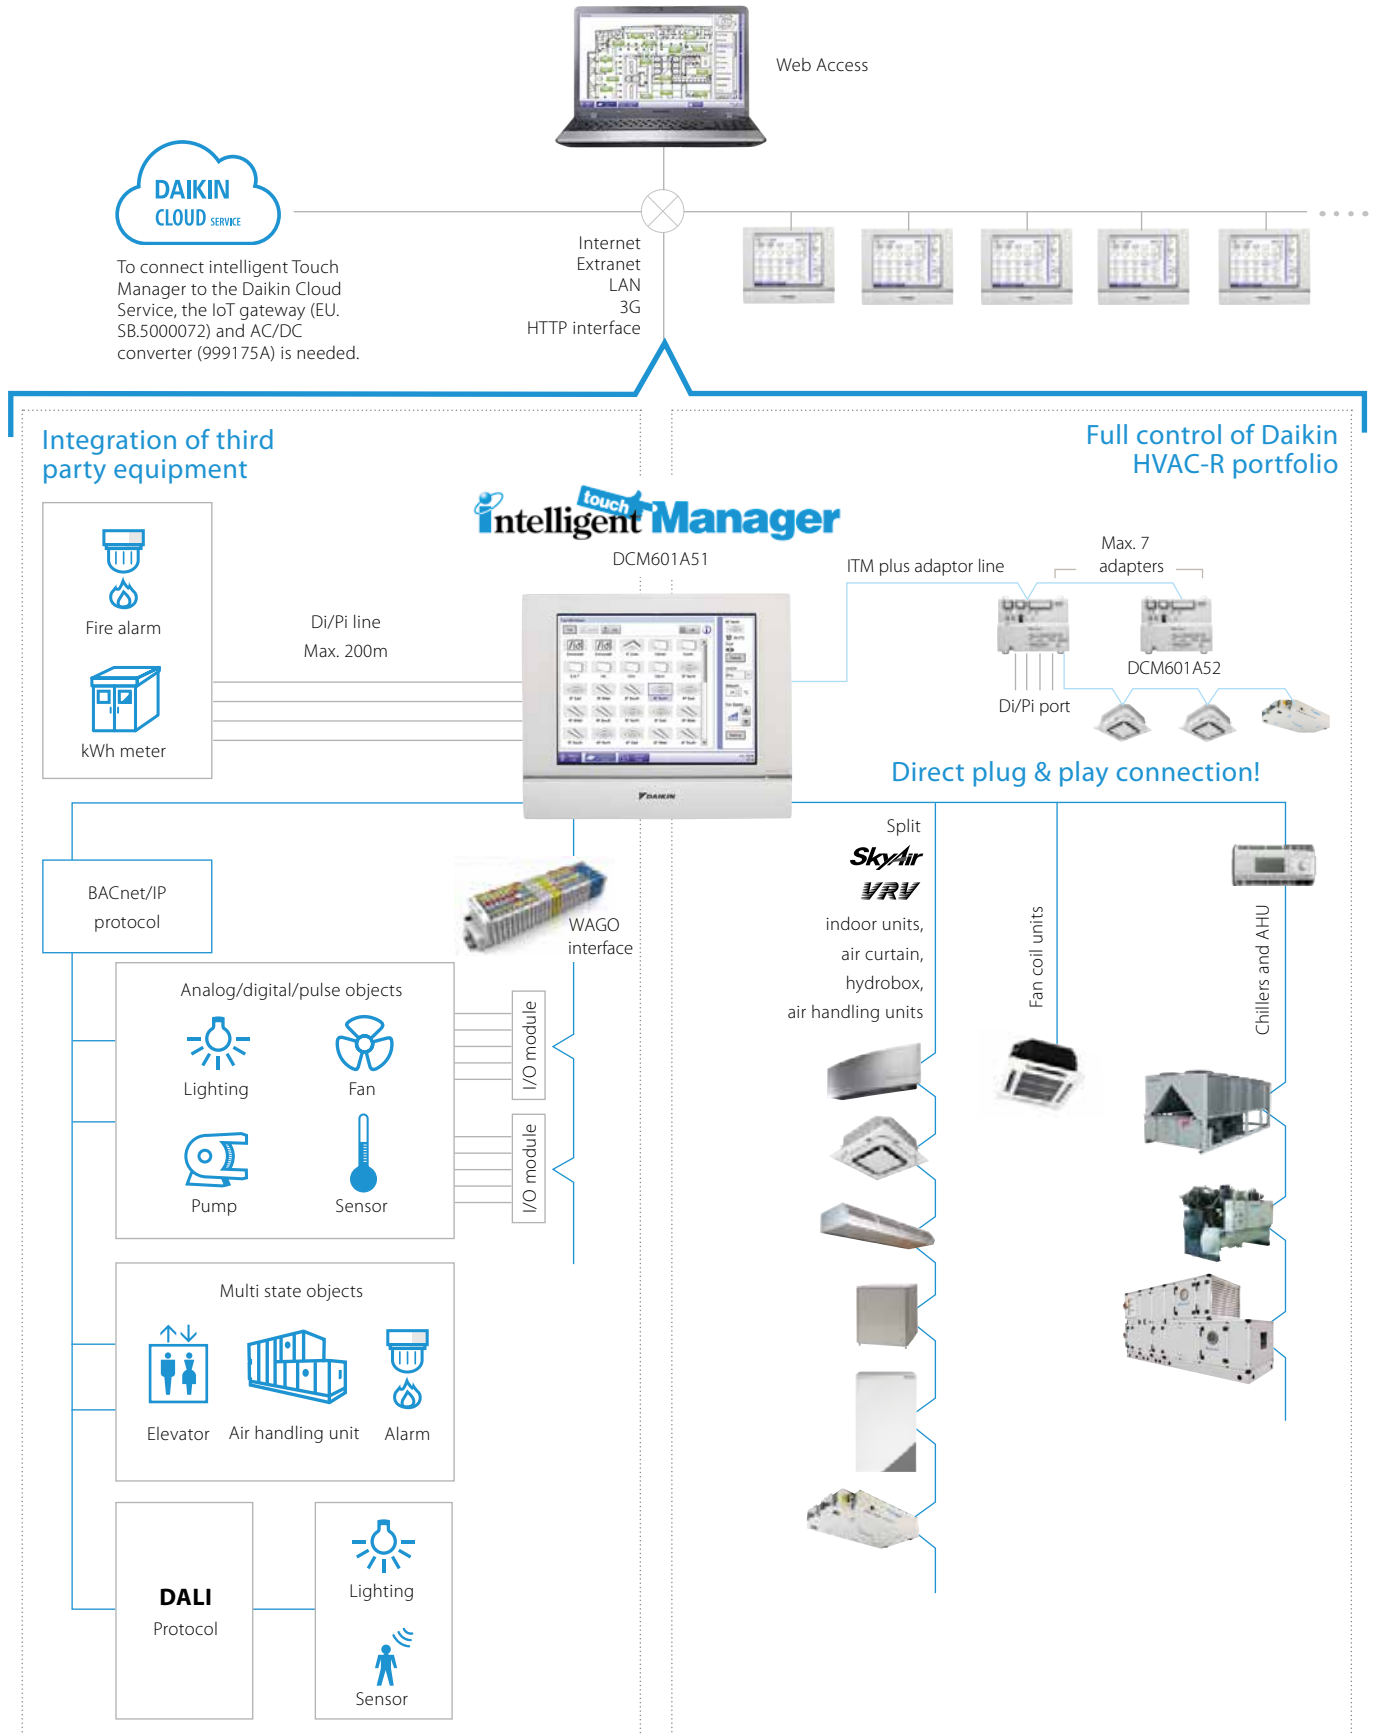 Web Access
DAIKIN
CLOUD SERVICE
To connect intelligent Touch
Manager to the Daikin Cloud
Service, the IoT gateway (EU.
SB.5000072) and AC/DC
converter (999175A) is needed.
Internet
Extranet
LAN
3G
HTTP interface
Integration of third
party equipment
Full control of Daikin
HVAC-R portfolio
intelligent touch Manager
DCM601A51
Fire alarm
kWh meter
Di/Pi line
Max. 200m
ITM plus adaptor line
Max. 7
adapters
DCM601A52
Di/Pi port
DAIKIN
Direct plug & play connection!
BACnet/IP
protocol
WAGO
interface
Analog/digital/pulse objects
Lighting
Fan
Pump
Sensor
I/O module
I/O module
Multi state objects
Elevator
Air handling unit
Alarm
DALI
Protocol
Lighting
Sensor
Split
SkyAir
VRV
indoor units,
air curtain,
hydrobox,
air handling units
Fan coil units
Chillers and AHU